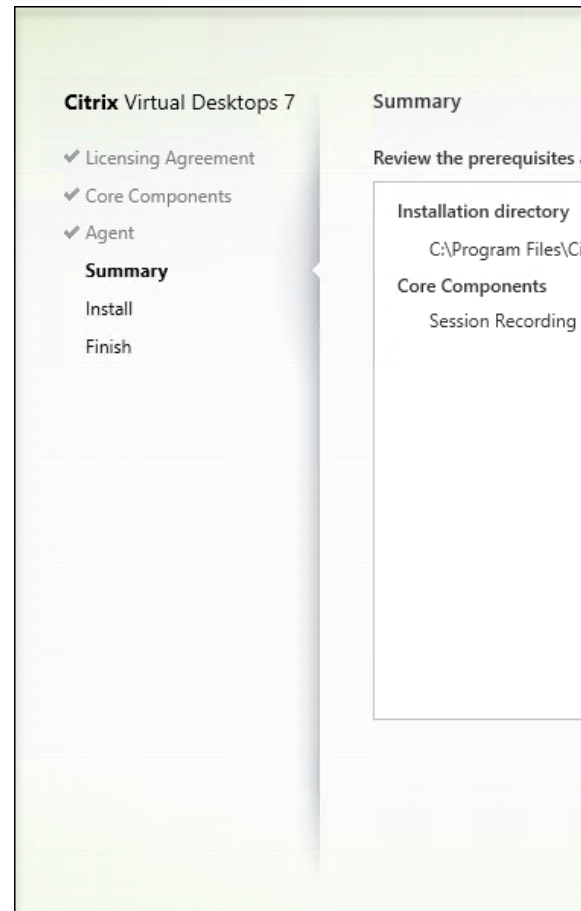 Citrix Virtual Desktops 7
Licensing Agreement
Core Components
Agent
Summary
Install
Finish
Summary
Review the prerequisites
Installation directory
C:\Program Files\Ci
Core Components
Session Recording